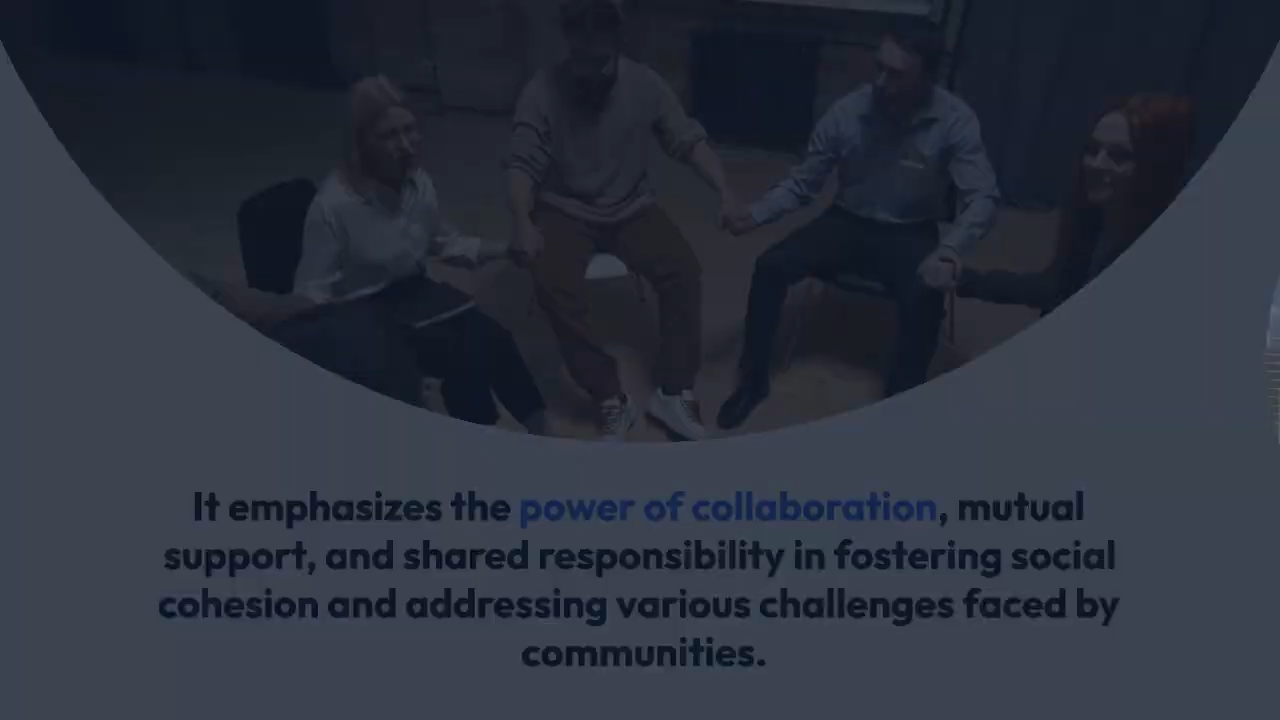 It emphasizes the power of collaboration, mutual
support, and shared responsibility in fostering social
cohesion and addressing various challenges faced by
communities.